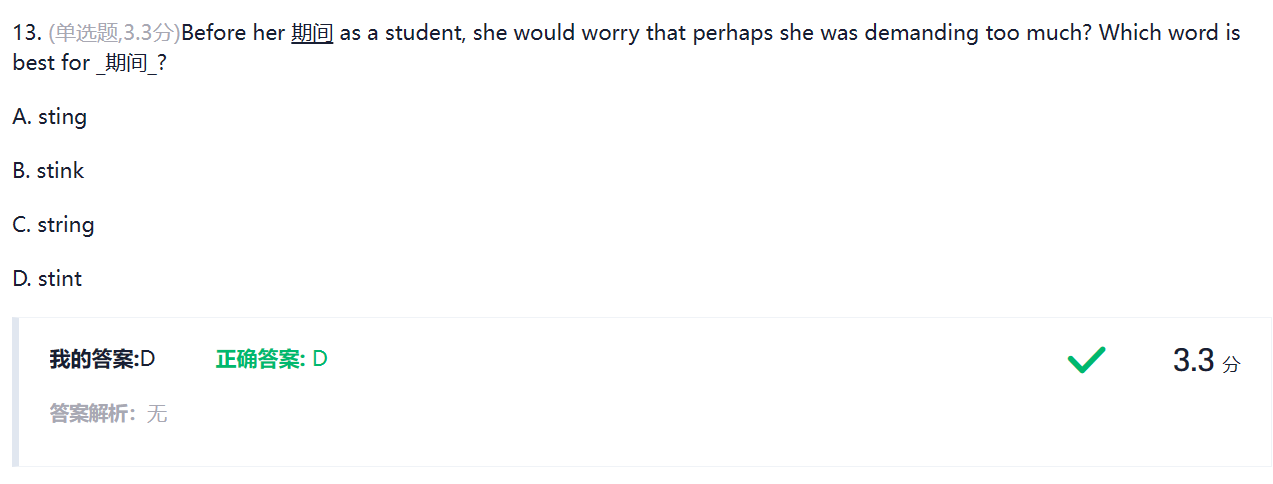 13. (单选题,3.3分)Before her 期间 as a student, she would worry that perhaps she was demanding too much? Which word is
best for _期间_?
A. sting
B. stink
C. string
D. stint
我的答案:D 正确答案: D 3.3 分
答案解析: 无